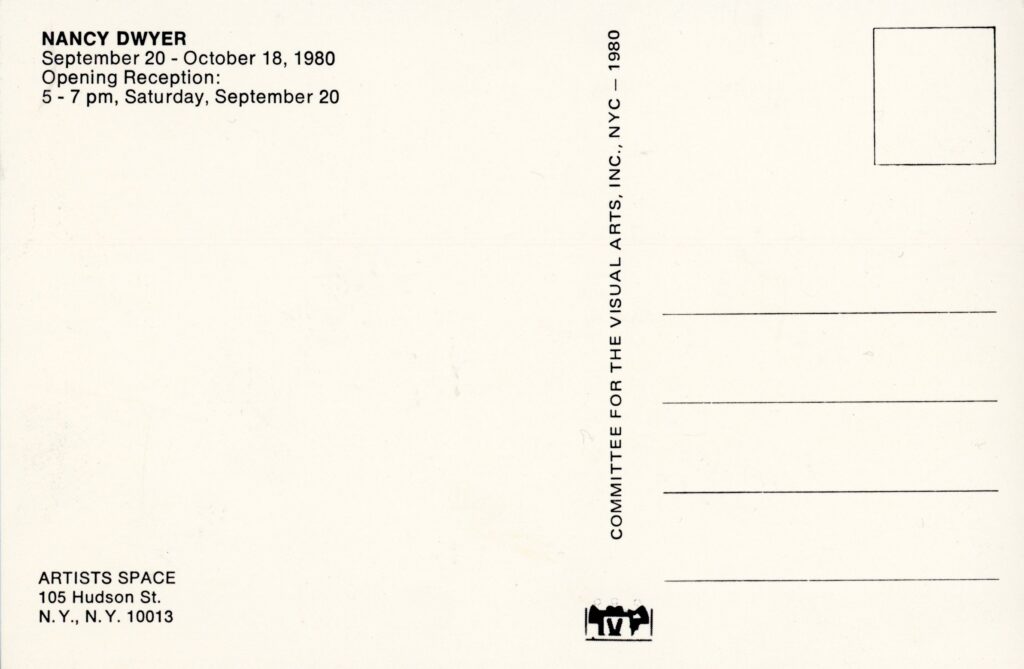 NANCY DWYER
September 20 - October 18, 1980
Opening Reception:
5 - 7 pm, Saturday, September 20
COMMITTEE FOR THE VISUAL ARTS, INC., NYC — 1980
ARTISTS SPACE
105 Hudson St.
N.Y., N.Y. 10013